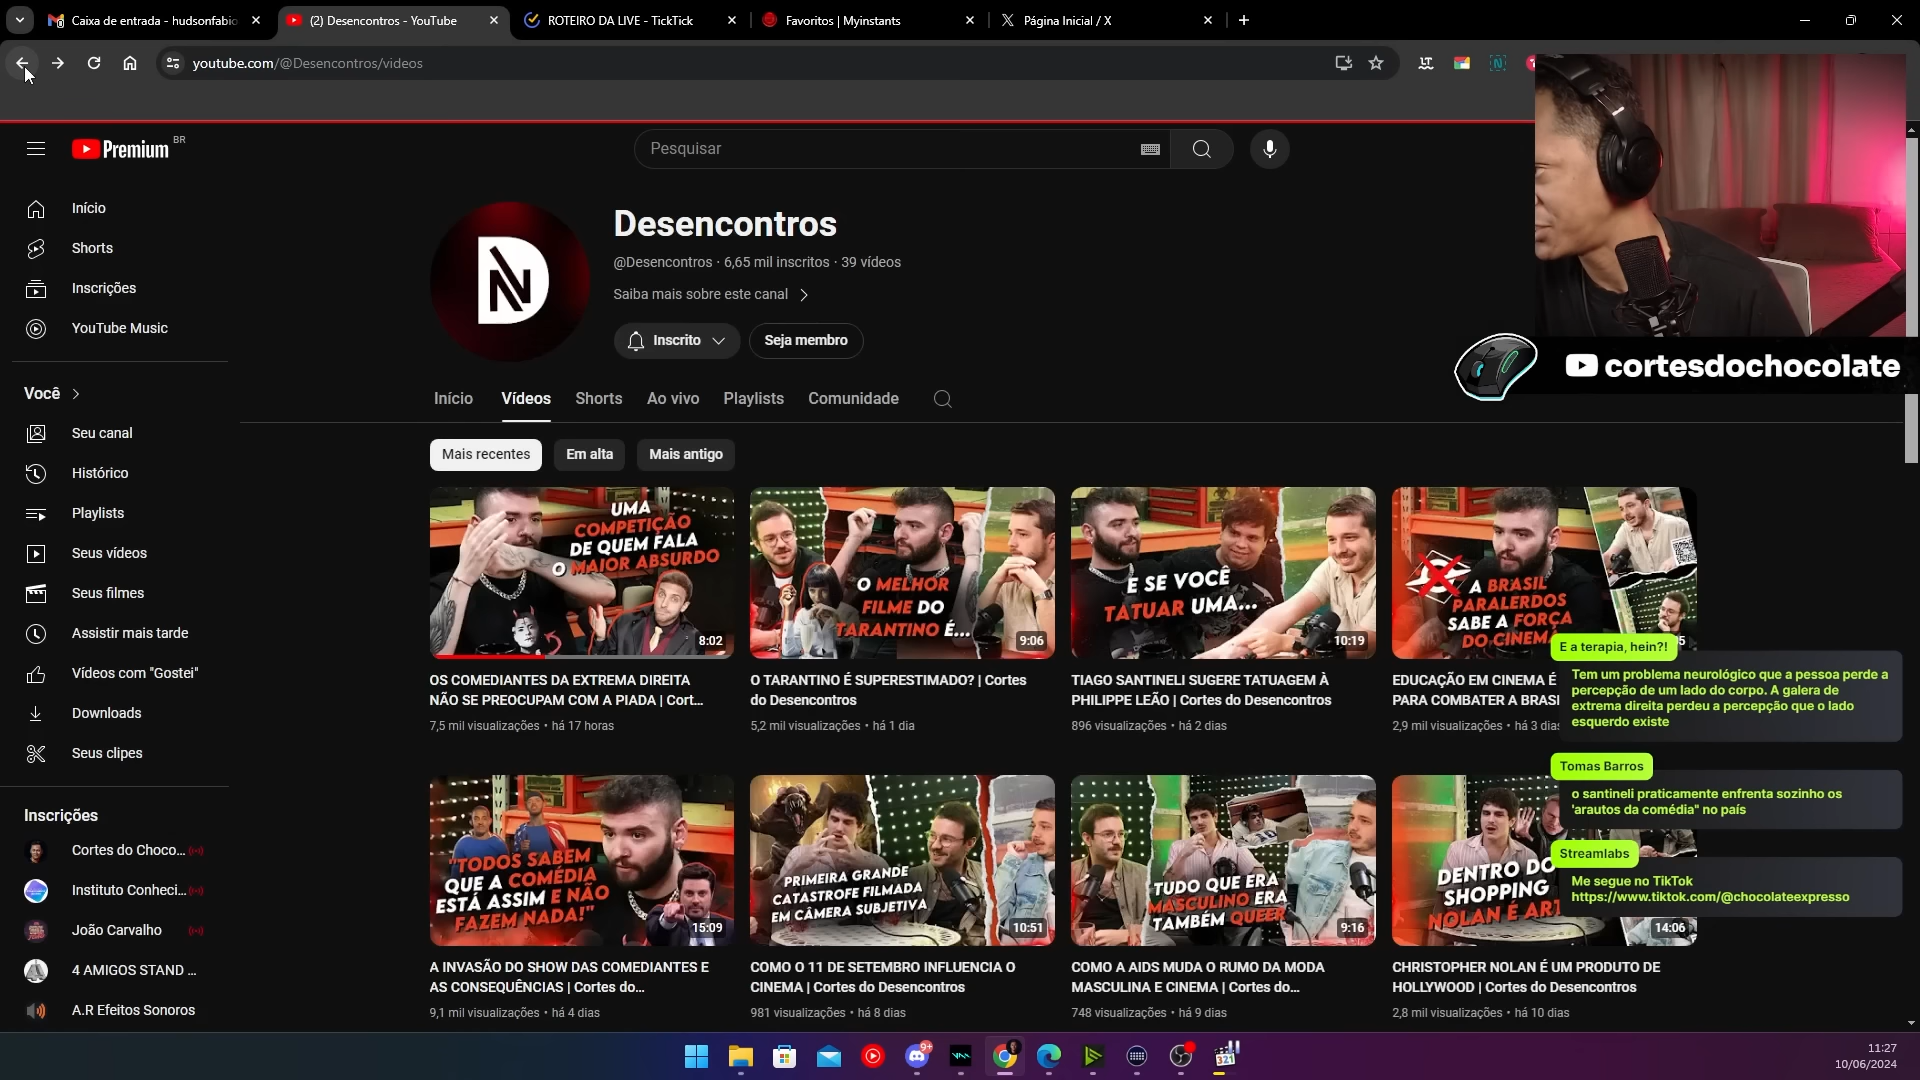 Caixa de entrada - hudsonfabio
(2) Desencontros - YouTube
ROTEIRO DA LIVE - TickTick
Favoritos | Myinstants
Página Inicial / X
youtube.com/@Desencontros/videos
Premium BR
Pesquisar
Início
Shorts
Inscrições
YouTube Music
Você
Seu canal
Histórico
Playlists
Seus vídeos
Seus filmes
Assistir mais tarde
Vídeos com "Gostei"
Downloads
Seus clipes
Inscrições
Cortes do Choco...
Instituto Conheci...
João Carvalho
4 AMIGOS STAND ...
A.R Efeitos Sonoros
Desencontros
@Desencontros · 6,65 mil inscritos · 39 vídeos
Saiba mais sobre este canal
Inscrito
Seja membro
cortesdochocolate
Início
Vídeos
Shorts
Ao vivo
Playlists
Comunidade
Mais recentes
Em alta
Mais antigo
UMA
COMPETIÇÃO
DE QUEM FALA
O MAIOR ABSURDO
8:02
OS COMEDIANTES DA EXTREMA DIREITA
NÃO SE PREOCUPAM COM A PIADA | Cort...
7,5 mil visualizações • há 17 horas
O MELHOR
FILME DO
TARANTINO É...
9:06
O TARANTINO É SUPERESTIMADO? | Cortes
do Desencontros
5,2 mil visualizações • há 1 dia
E SE VOCÊ
TATUAR UMA...
10:19
TIAGO SANTINELI SUGERE TATUAGEM À
PHILIPPE LEÃO | Cortes do Desencontros
896 visualizações • há 2 dias
A BRASIL
PARALERDOS
SABE A FORÇA
DO CINEMA
5
EDUCAÇÃO EM CINEMA É
PARA COMBATER A BRASI
2,9 mil visualizações • há 3 dias
E a terapia, hein?!
Tem um problema neurológico que a pessoa perde a
percepção de um lado do corpo. A galera de
extrema direita perdeu a percepção que o lado
esquerdo existe
Tomas Barros
o santineli praticamente enfrenta sozinho os
'arautos da comédia" no país
Streamlabs
Me segue no TikTok
https://www.tiktok.com/@chocolateexpresso
"TODOS SABEM
QUE A COMÉDIA
ESTÁ ASSIM E NÃO
FAZEM NADA!"
15:09
A INVASÃO DO SHOW DAS COMEDIANTES E
AS CONSEQUÊNCIAS | Cortes do...
9,1 mil visualizações • há 4 dias
PRIMEIRA GRANDE
CATASTROFE FILMADA
EM CÂMERA SUBJETIVA
10:51
COMO O 11 DE SETEMBRO INFLUENCIA O
CINEMA | Cortes do Desencontros
981 visualizações • há 8 dias
TUDO QUE ERA
MASCULINO ERA
TAMBÉM QUEER
9:16
COMO A AIDS MUDA O RUMO DA MODA
MASCULINA E CINEMA | Cortes do...
748 visualizações • há 9 dias
DENTRO DO
SHOPPING
NOLAN É ART
14:06
CHRISTOPHER NOLAN É UM PRODUTO DE
HOLLYWOOD | Cortes do Desencontros
2,8 mil visualizações • há 10 dias
9+
321
11:27
10/06/2024